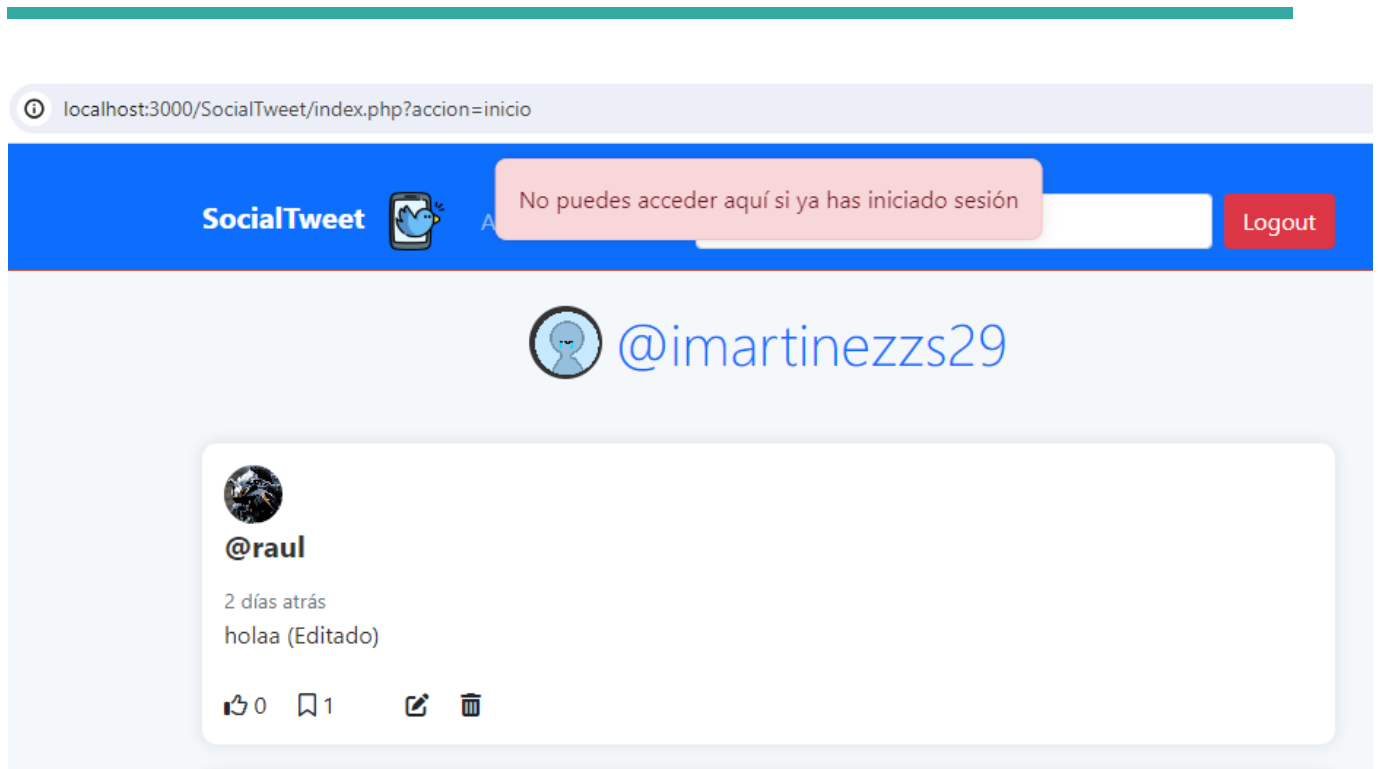 localhost:3000/SocialTweet/index.php?accion=inicio
No puedes acceder aquí si ya has iniciado sesión
SocialTweet
Logout
@imartinezzs29
@raul
2 días atrás
holaa (Editado)
0 1